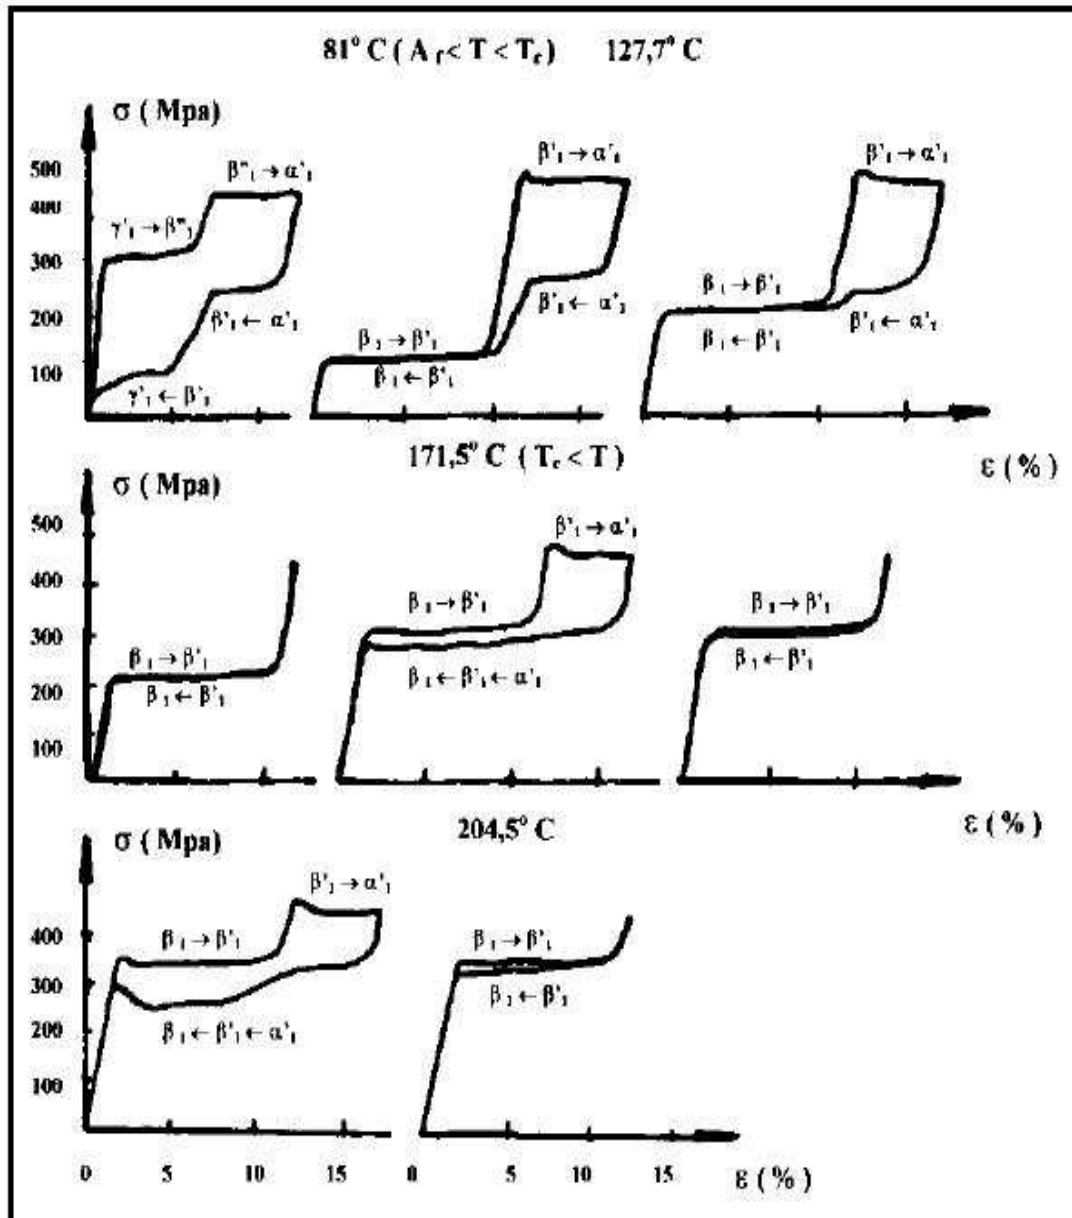 81° C ( A f < T < T c ) 127,7° C
σ ( Mpa)
500
400
300
200
100
β''₁ → α'₁
γ'₁ → β''₁
β'₁ ← α'₁
γ'₁ ← β'₁
β'₁ → α'₁
β₁ → β'₁
β₁ ← β'₁
β'₁ ← α'₁
β'₁ → α'₁
β₁ → β'₁
β₁ ← β'₁
β'₁ ← α'₁
ε ( % )
171,5° C ( T c < T )
σ ( Mpa)
500
400
300
200
100
β₁ → β'₁
β₁ ← β'₁
β'₁ → α'₁
β₁ → β'₁
β₁ ← β'₁ ← α'₁
β₁ → β'₁
β₁ ← β'₁
ε ( % )
204,5° C
σ ( Mpa)
400
300
200
100
β'₁ → α'₁
β₁ → β'₁
β₁ ← β'₁ ← α'₁
β₁ → β'₁
β₁ ← β'₁
0 5 10 15 0 5 10 15 ε ( % )